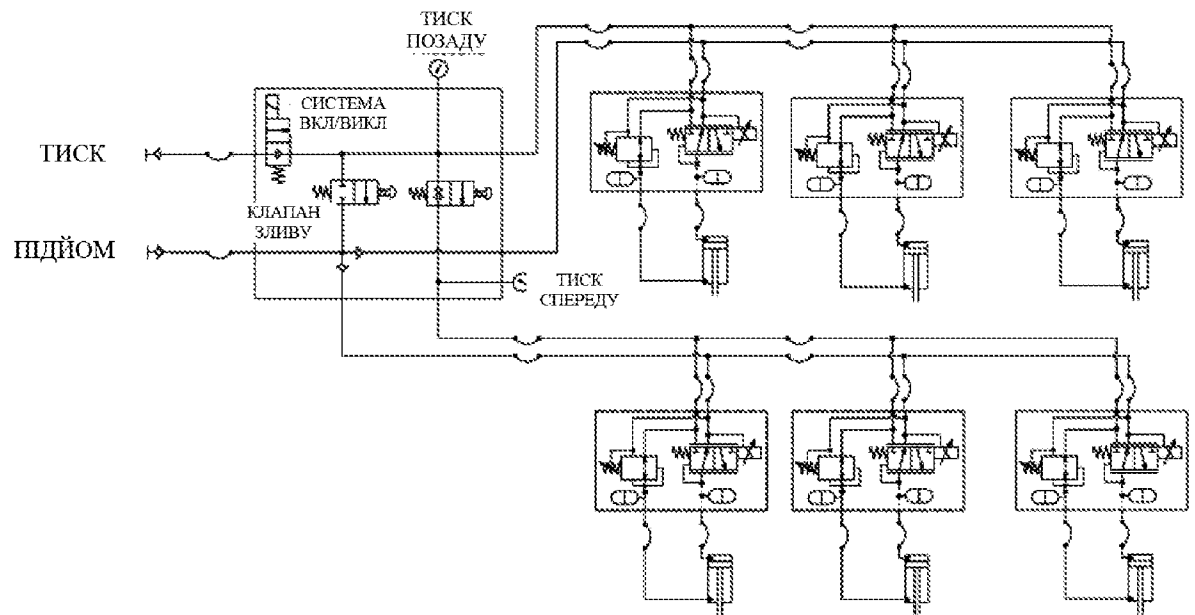 ТИСК
ПОЗАДУ
СИСТЕМА
ВКЛ/ВИКЛ
ТИСК
КЛАПАН
ЗЛИВУ
ПІДЙОМ
ТИСК
СПЕРЕДУ